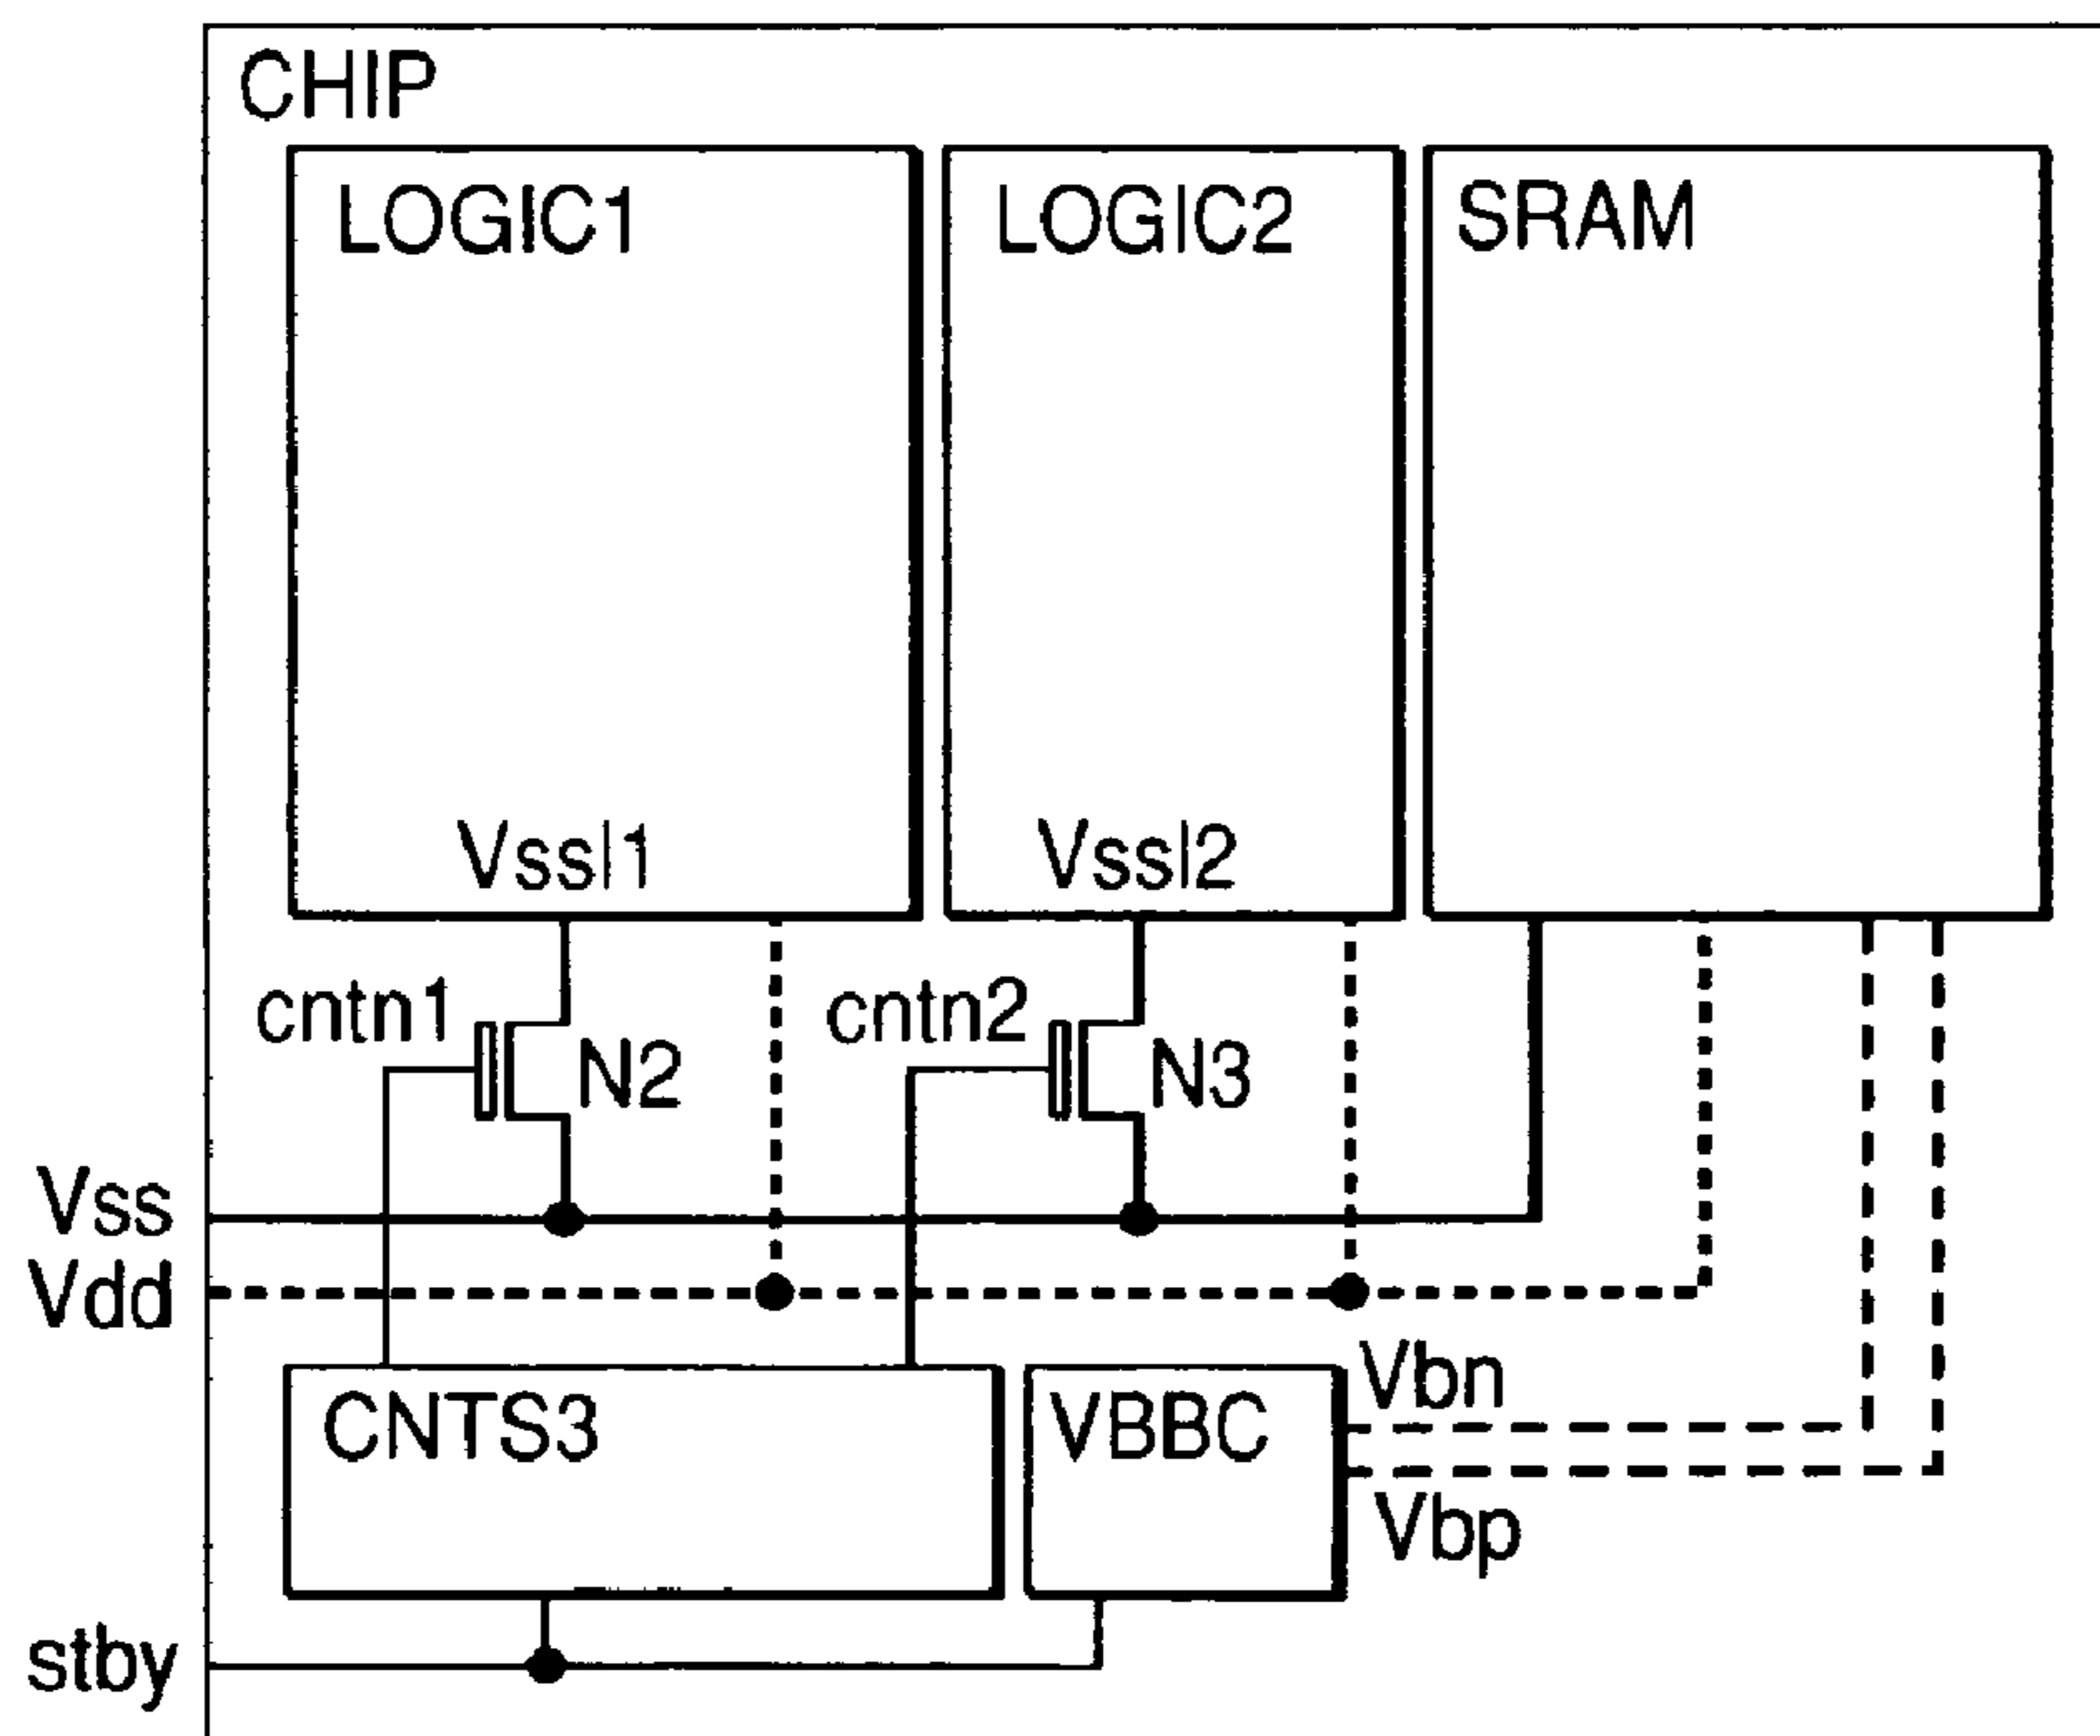 CHIP
LOGIC1
LOGIC2
SRAM
Vssl1
Vssl2
cntn1
N2
cntn2
N3
Vss
Vdd
CNTS3
VBBC
Vbn
Vbp
stby